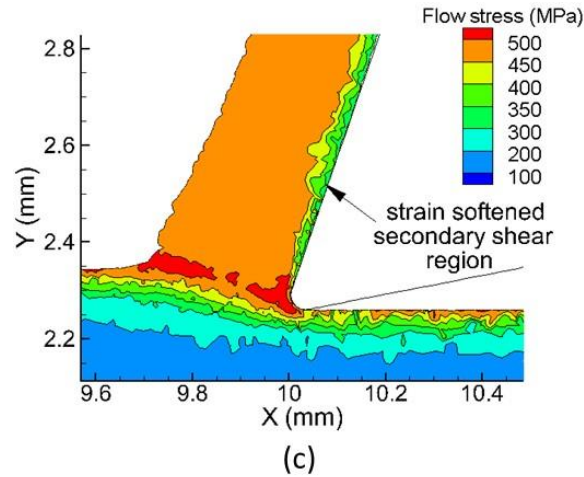 Flow stress (MPa)
500
450
400
350
300
200
100
2.8
2.6
2.4
2.2
Y (mm)
strain softened
secondary shear
region
9.6 9.8 10 10.2 10.4
X (mm)
(c)